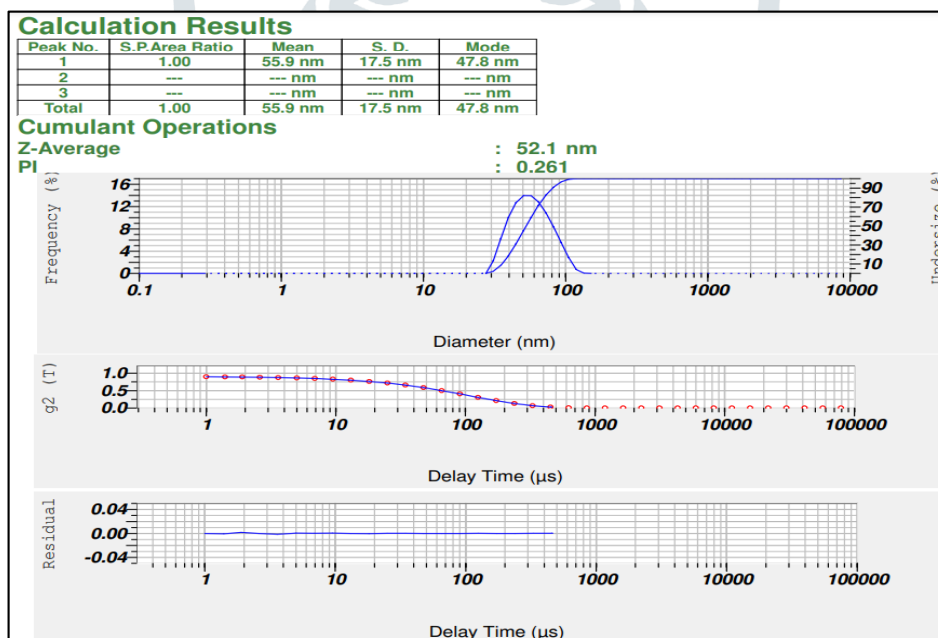 Calculation Results
Peak No. S.P.Area Ratio Mean S. D. Mode
1 1.00 55.9 nm 17.5 nm 47.8 nm
2 --- --- nm --- nm --- nm
3 --- --- nm --- nm --- nm
Total 1.00 55.9 nm 17.5 nm 47.8 nm
Cumulant Operations
Z-Average : 52.1 nm
PI : 0.261
Frequency (%)
16
12
8
4
0
90
70
50
30
10
Undersize (%)
0.1 1 10 100 1000 10000
Diameter (nm)
g2 (T)
1.0
0.5
0.0
1 10 100 1000 10000 100000
Delay Time (µs)
Residual
0.04
0.00
-0.04
1 10 100 1000 10000 100000
Delay Time (µs)